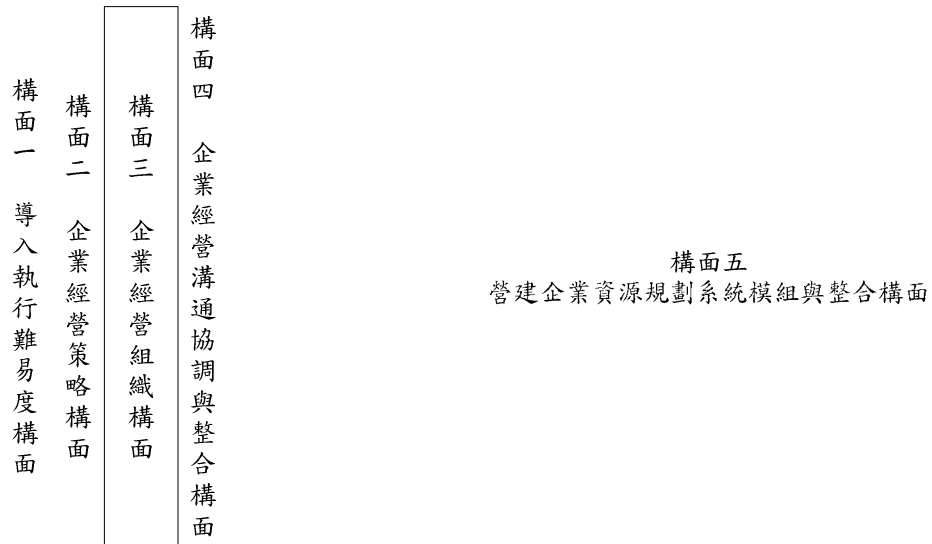 構面一 導入執行難易度構面
構面二 企業經營策略構面
構面三 企業經營組織構面
構面四 企業經營溝通協調與整合構面
構面五
營建企業資源規劃系統模組與整合構面